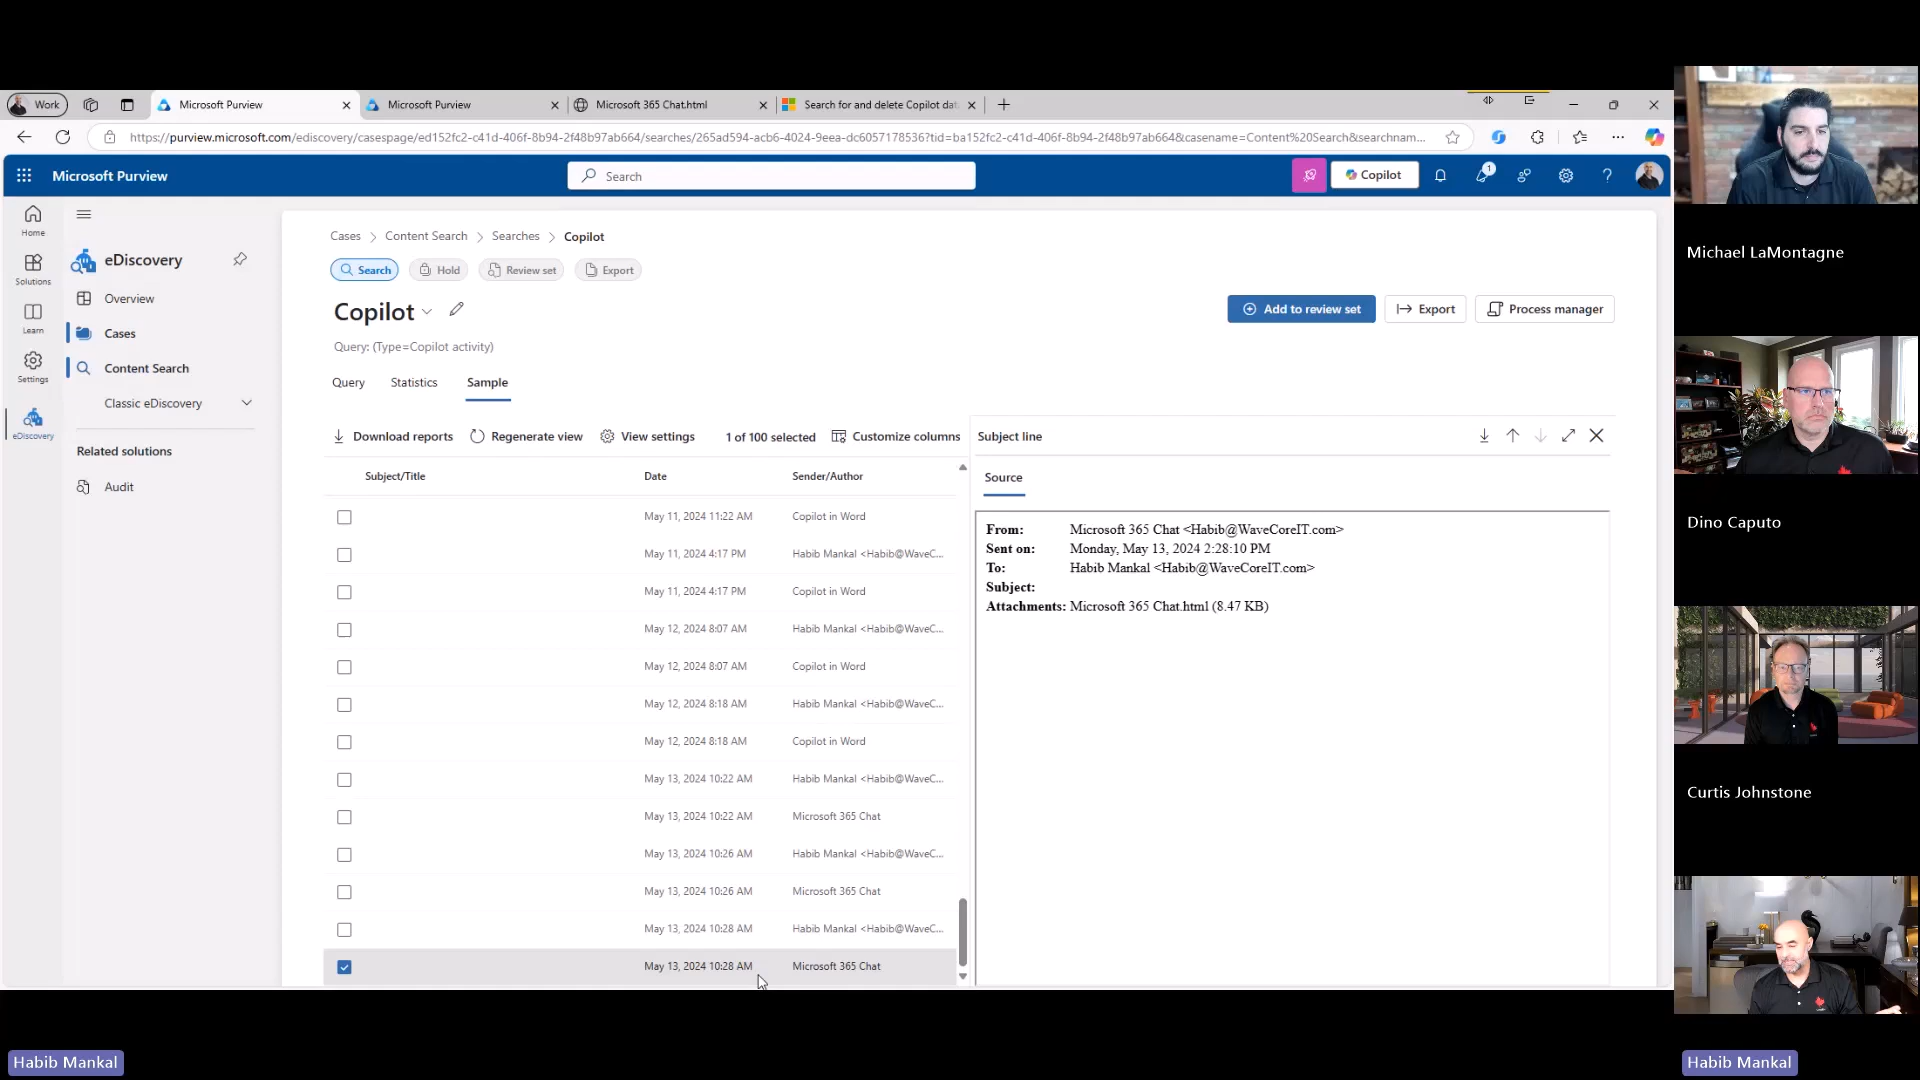 Work
Microsoft Purview
Microsoft Purview
Microsoft 365 Chat.html
Search for and delete Copilot dat
https://purview.microsoft.com/ediscovery/casespage/ed152fc2-c41d-406f-8b94-2f48b97ab664/searches/265ad594-acb6-4024-9eea-dc6057178536?tid=ba152fc2-c41d-406f-8b94-2f48b97ab664&casename=Content%20Search&searchnam...
Microsoft Purview
Search
Copilot
1
Home
Solutions
Learn
Settings
eDiscovery
eDiscovery
Overview
Cases
Content Search
Classic eDiscovery
Related solutions
Audit
Cases > Content Search > Searches > Copilot
Search Hold Review set Export
Copilot
Add to review set Export Process manager
Query: (Type=Copilot activity)
Query Statistics Sample
Download reports Regenerate view View settings 1 of 100 selected Customize columns
Subject/Title Date Sender/Author
May 11, 2024 11:22 AM Copilot in Word
May 11, 2024 4:17 PM Habib Mankal <Habib@WaveC...
May 11, 2024 4:17 PM Copilot in Word
May 12, 2024 8:07 AM Habib Mankal <Habib@WaveC...
May 12, 2024 8:07 AM Copilot in Word
May 12, 2024 8:18 AM Habib Mankal <Habib@WaveC...
May 12, 2024 8:18 AM Copilot in Word
May 13, 2024 10:22 AM Habib Mankal <Habib@WaveC...
May 13, 2024 10:22 AM Microsoft 365 Chat
May 13, 2024 10:26 AM Habib Mankal <Habib@WaveC...
May 13, 2024 10:26 AM Microsoft 365 Chat
May 13, 2024 10:28 AM Habib Mankal <Habib@WaveC...
May 13, 2024 10:28 AM Microsoft 365 Chat
Subject line
Source
From: Microsoft 365 Chat <Habib@WaveCoreIT.com>
Sent on: Monday, May 13, 2024 2:28:10 PM
To: Habib Mankal <Habib@WaveCoreIT.com>
Subject:
Attachments: Microsoft 365 Chat.html (8.47 KB)
Michael LaMontagne
Dino Caputo
Curtis Johnstone
Habib Mankal
Habib Mankal